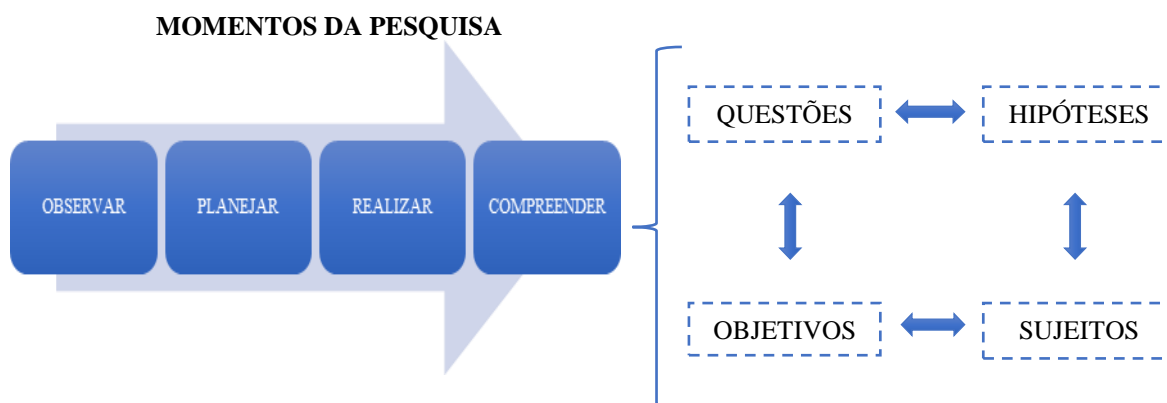 MOMENTOS DA PESQUISA
OBSERVAR
PLANEJAR
REALIZAR
COMPREENDER
QUESTÕES
HIPÓTESES
OBJETIVOS
SUJEITOS